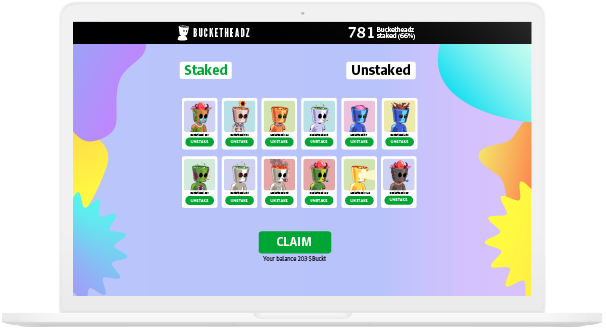 BUCKETHEADZ
781 Bucketheadz
staked (66%)
Staked
Unstaked
UNSTAKE UNSTAKE UNSTAKE UNSTAKE UNSTAKE UNSTAKE
UNSTAKE UNSTAKE UNSTAKE UNSTAKE UNSTAKE UNSTAKE
CLAIM
Your balance 203 $Buckt